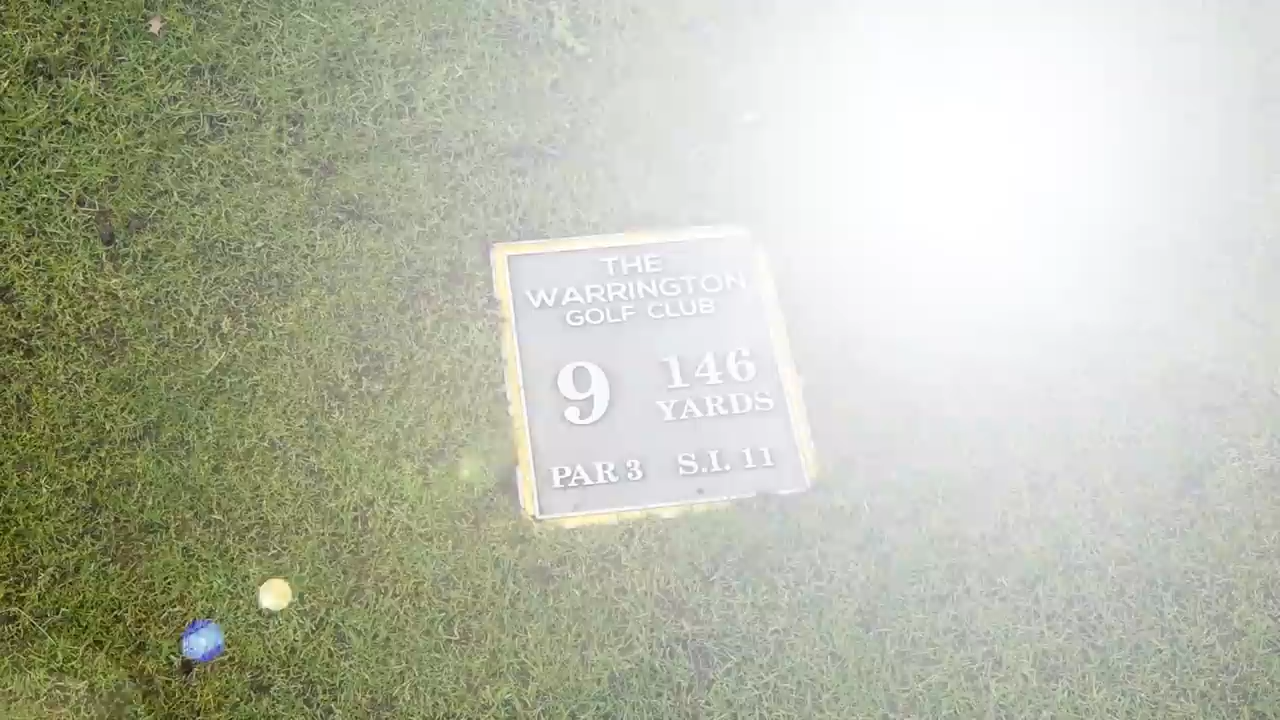 THE
WARRINGTON
GOLF CLUB
9 146
YARDS
PAR 3 S.I. 11